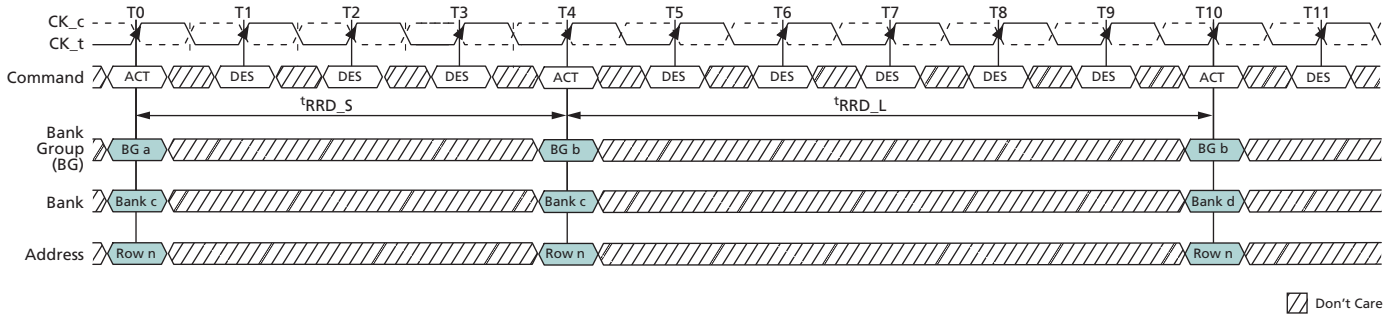 T0 T1 T2 T3 T4 T5 T6 T7 T8 T9 T10 T11
CK_c
CK_t
Command ACT DES DES DES ACT DES DES DES DES DES ACT DES
tRRD_S tRRD_L
Bank
Group
(BG)
BG a BG b BG b
Bank Bank c Bank c Bank d
Address Row n Row n Row n
Don't Care